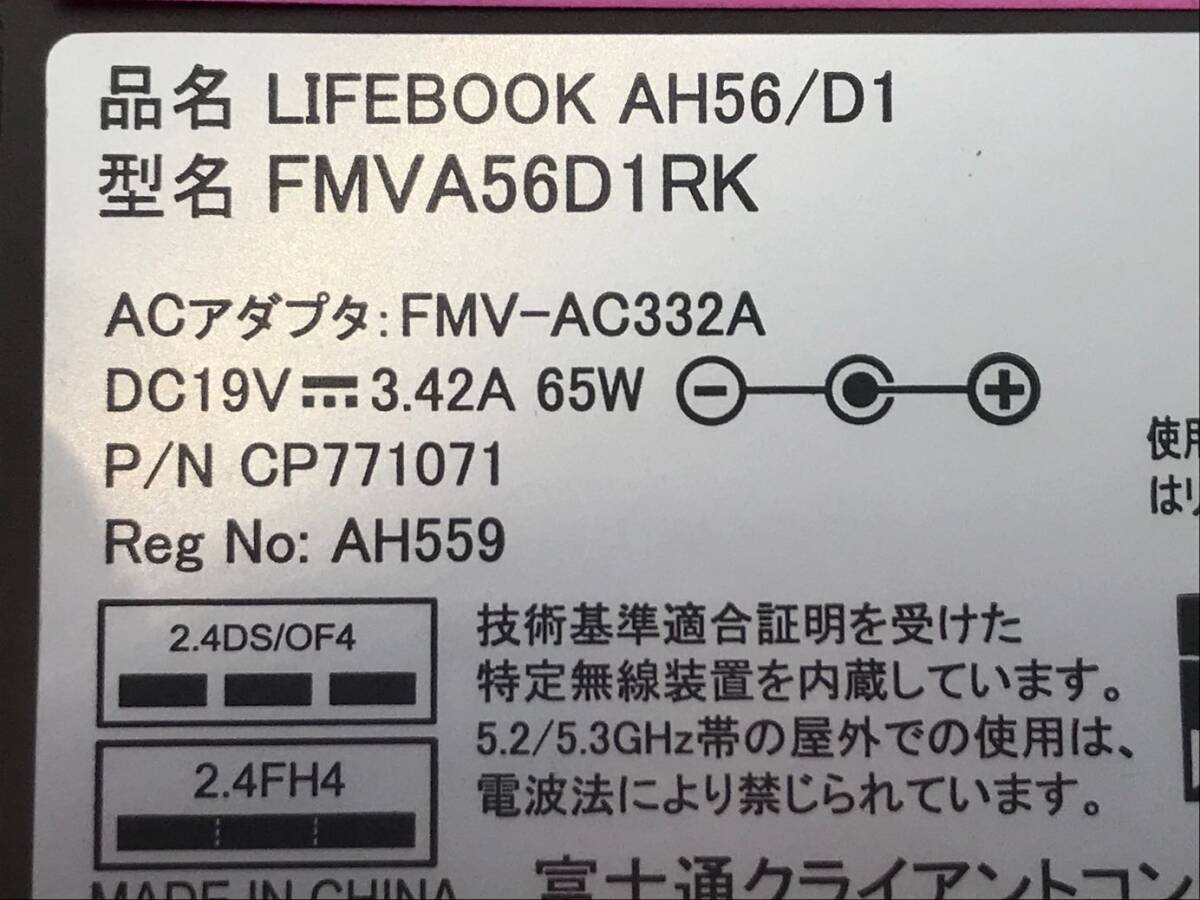 品名 LIFEBOOK AH56/D1
型名 FMVA56D1RK
ACアダプタ:FMV-AC332A
DC19V⎓3.42A 65W
P/N CP771071
Reg No: AH559
使用
はリ
2.4DS/OF4
2.4FH4
技術基準適合証明を受けた
特定無線装置を内蔵しています。
5.2/5.3GHz帯の屋外での使用は、
電波法により禁じられています。
MADE IN CHINA
富士通クライアントコン